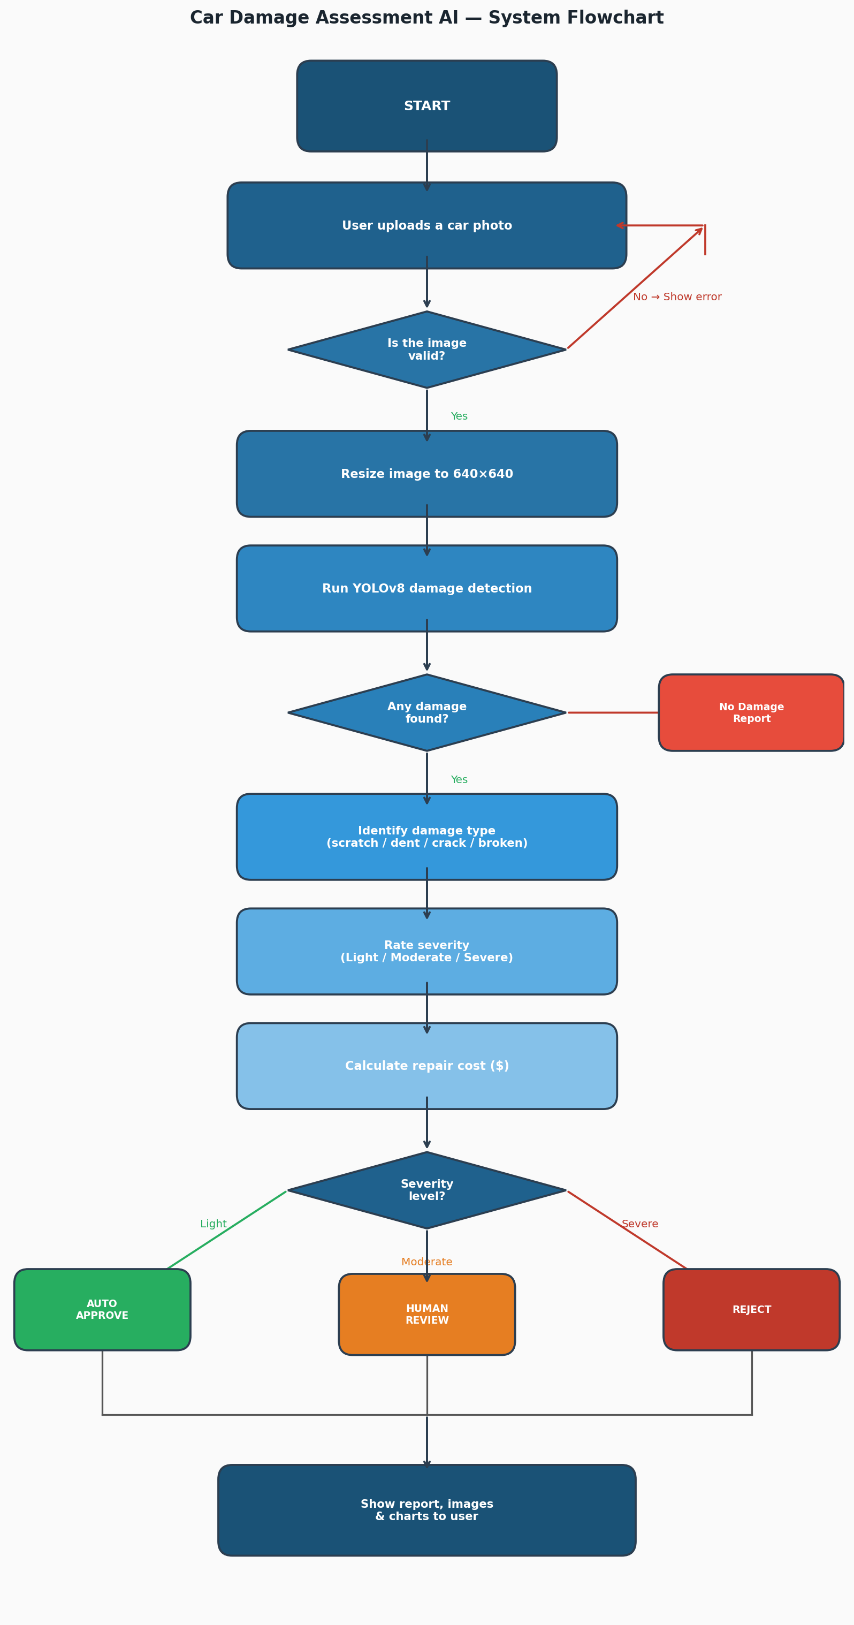 Car Damage Assessment AI — System Flowchart
START
User uploads a car photo
No → Show error
Is the image
valid?
Yes
Resize image to 640×640
Run YOLOv8 damage detection
Any damage
found?
No Damage
Report
Yes
Identify damage type
(scratch / dent / crack / broken)
Rate severity
(Light / Moderate / Severe)
Calculate repair cost ($)
Severity
level?
Light
Severe
Moderate
AUTO
APPROVE
HUMAN
REVIEW
REJECT
Show report, images
& charts to user